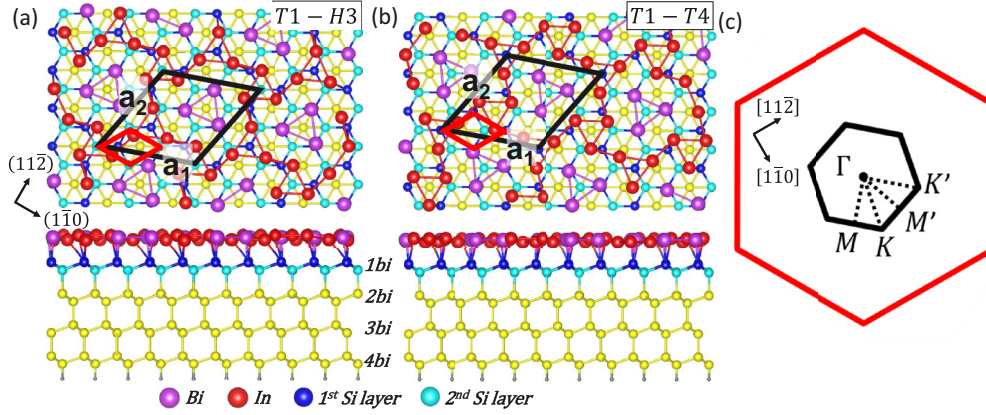 (a)
T1 − H3
a₂
a₁
(112̅)
(11̅0)
(b)
T1 − T4
a₂
a₁
1bi
2bi
3bi
4bi
Bi
In
1ˢᵗ Si layer
2ⁿᵈ Si layer
(c)
[112̅]
[11̅0]
Γ
K′
M′
K
M